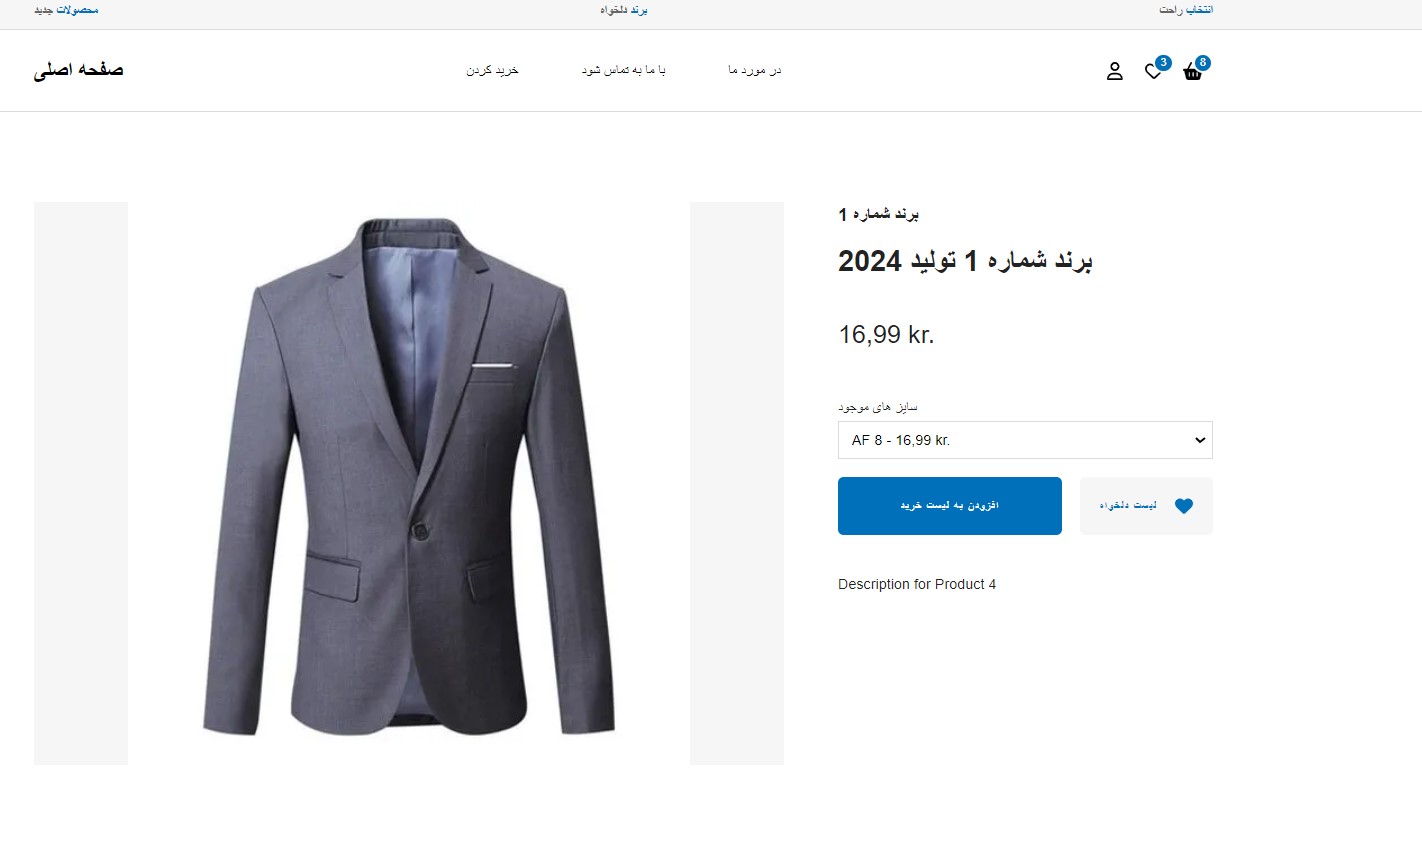 محصولات جدید
برند دلخواه
انتخاب راحت
صفحه اصلی
خرید کردن
با ما به تماس شود
در مورد ما
3
8
برند شماره 1
برند شماره 1 تولید 2024
16,99 kr.
سایز های موجود
AF 8 - 16,99 kr.
افزودن به لیست خرید
لیست دلخواه
Description for Product 4